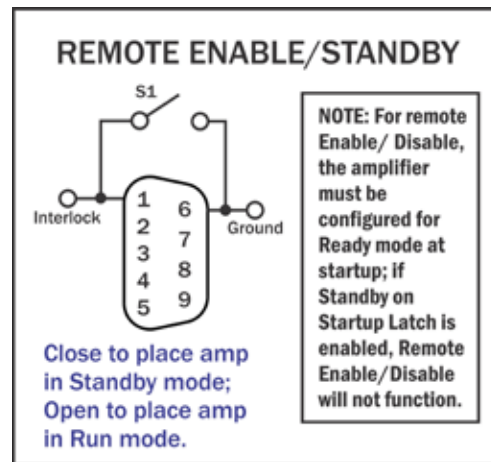 REMOTE ENABLE/STANDBY
S1
Interlock
1
2
3
4
5
6
7
8
9
Ground
NOTE: For remote
Enable/ Disable,
the amplifier
must be
configured for
Ready mode at
startup; if
Standby on
Startup Latch is
enabled, Remote
Enable/Disable
will not function.
Close to place amp
in Standby mode;
Open to place amp
in Run mode.